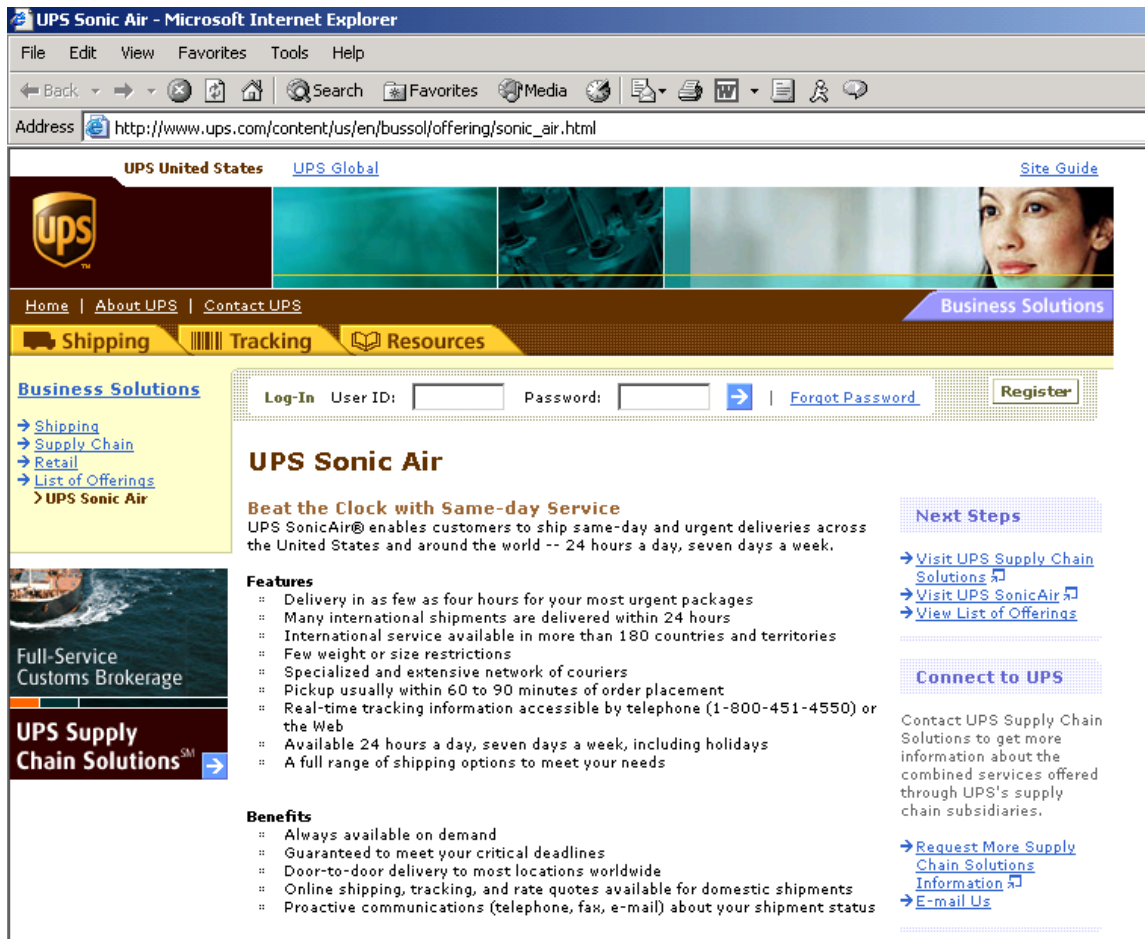 UPS Sonic Air - Microsoft Internet Explorer
File Edit View Favorites Tools Help
Back Search Favorites Media
Address http://www.ups.com/content/us/en/bussol/offering/sonic_air.html
UPS United States UPS Global Site Guide
ups
TM
Home | About UPS | Contact UPS
Business Solutions
Shipping Tracking Resources
Business Solutions
Shipping
Supply Chain
Retail
List of Offerings
UPS Sonic Air
Log-In User ID: Password: | Forgot Password
Register
UPS Sonic Air
Beat the Clock with Same-day Service
UPS SonicAir® enables customers to ship same-day and urgent deliveries across
the United States and around the world -- 24 hours a day, seven days a week.
Features
Delivery in as few as four hours for your most urgent packages
Many international shipments are delivered within 24 hours
International service available in more than 180 countries and territories
Few weight or size restrictions
Specialized and extensive network of couriers
Pickup usually within 60 to 90 minutes of order placement
Real-time tracking information accessible by telephone (1-800-451-4550) or
the Web
Available 24 hours a day, seven days a week, including holidays
A full range of shipping options to meet your needs
Benefits
Always available on demand
Guaranteed to meet your critical deadlines
Door-to-door delivery to most locations worldwide
Online shipping, tracking, and rate quotes available for domestic shipments
Proactive communications (telephone, fax, e-mail) about your shipment status
Full-Service
Customs Brokerage
UPS Supply
Chain Solutions℠
Next Steps
Visit UPS Supply Chain
Solutions
Visit UPS SonicAir
View List of Offerings
Connect to UPS
Contact UPS Supply Chain
Solutions to get more
information about the
combined services offered
through UPS's supply
chain subsidiaries.
Request More Supply
Chain Solutions
Information
E-mail Us